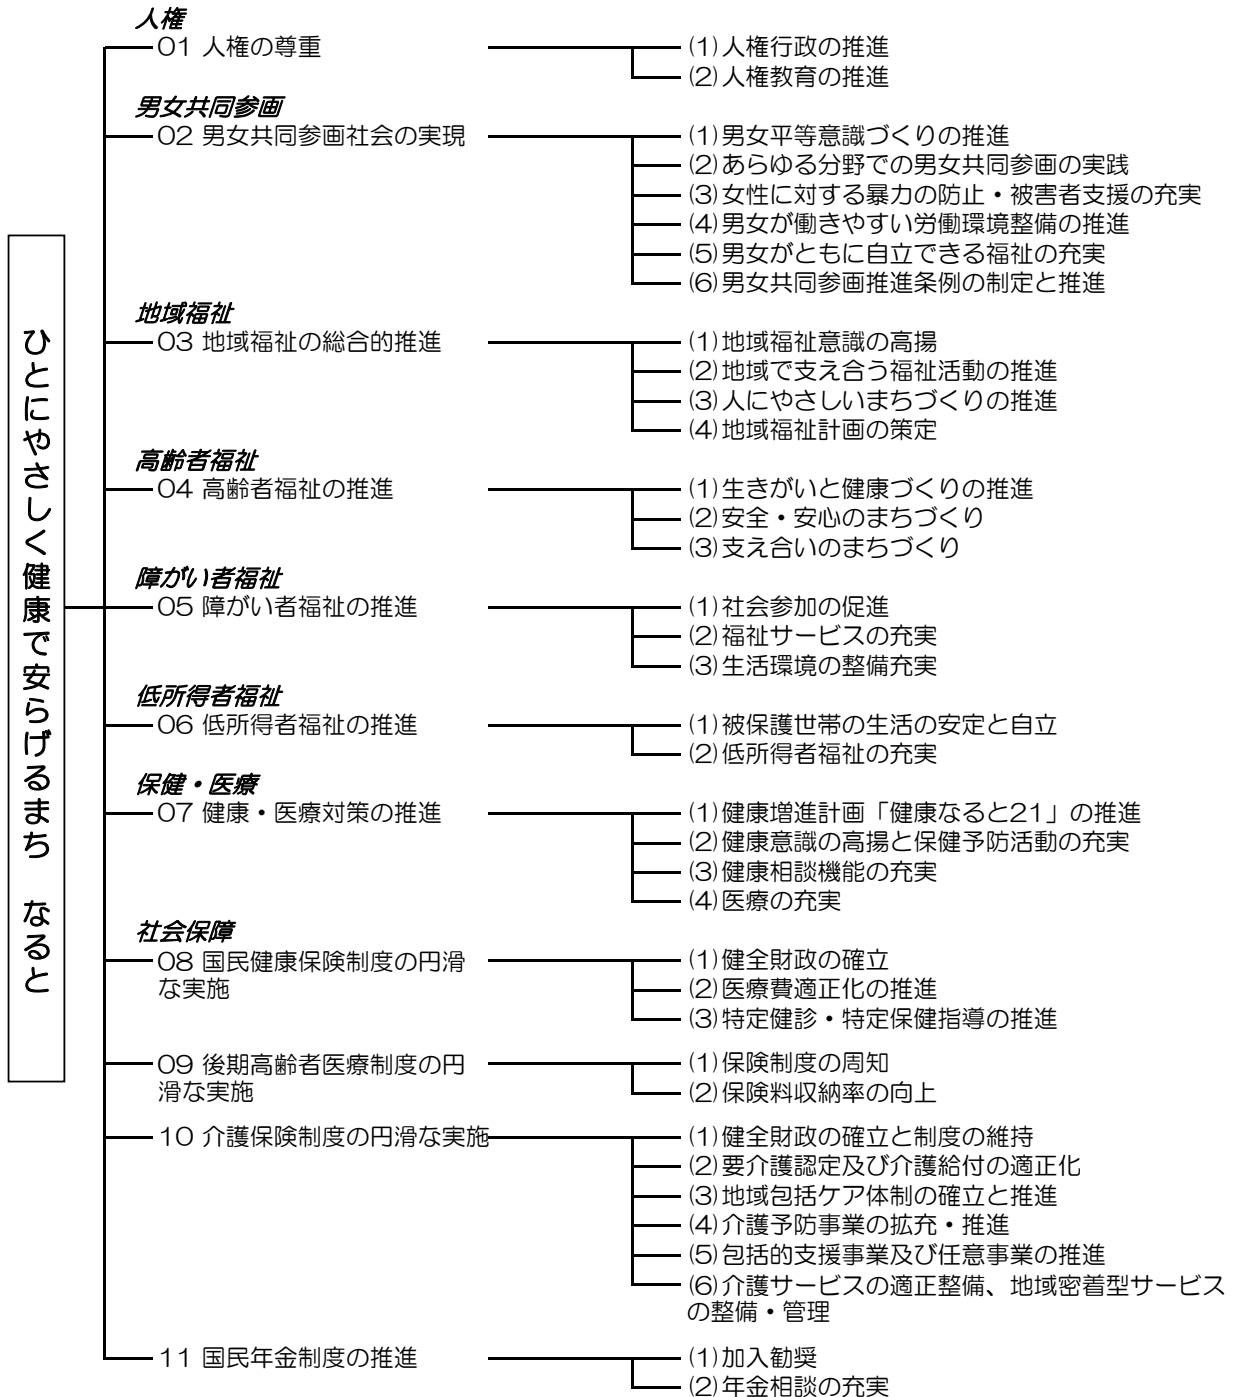 ひとにやさしく健康で安らげるまち　なると
人権
01 人権の尊重
(1)人権行政の推進
(2)人権教育の推進
男女共同参画
02 男女共同参画社会の実現
(1)男女平等意識づくりの推進
(2)あらゆる分野での男女共同参画の実践
(3)女性に対する暴力の防止・被害者支援の充実
(4)男女が働きやすい労働環境整備の推進
(5)男女がともに自立できる福祉の充実
(6)男女共同参画推進条例の制定と推進
地域福祉
03 地域福祉の総合的推進
(1)地域福祉意識の高揚
(2)地域で支え合う福祉活動の推進
(3)人にやさしいまちづくりの推進
(4)地域福祉計画の策定
高齢者福祉
04 高齢者福祉の推進
(1)生きがいと健康づくりの推進
(2)安全・安心のまちづくり
(3)支え合いのまちづくり
障がい者福祉
05 障がい者福祉の推進
(1)社会参加の促進
(2)福祉サービスの充実
(3)生活環境の整備充実
低所得者福祉
06 低所得者福祉の推進
(1)被保護世帯の生活の安定と自立
(2)低所得者福祉の充実
保健・医療
07 健康・医療対策の推進
(1)健康増進計画「健康なると21」の推進
(2)健康意識の高揚と保健予防活動の充実
(3)健康相談機能の充実
(4)医療の充実
社会保障
08 国民健康保険制度の円滑
な実施
(1)健全財政の確立
(2)医療費適正化の推進
(3)特定健診・特定保健指導の推進
09 後期高齢者医療制度の円
滑な実施
(1)保険制度の周知
(2)保険料収納率の向上
10 介護保険制度の円滑な実施
(1)健全財政の確立と制度の維持
(2)要介護認定及び介護給付の適正化
(3)地域包括ケア体制の確立と推進
(4)介護予防事業の拡充・推進
(5)包括的支援事業及び任意事業の推進
(6)介護サービスの適正整備、地域密着型サービス
の整備・管理
11 国民年金制度の推進
(1)加入勧奨
(2)年金相談の充実